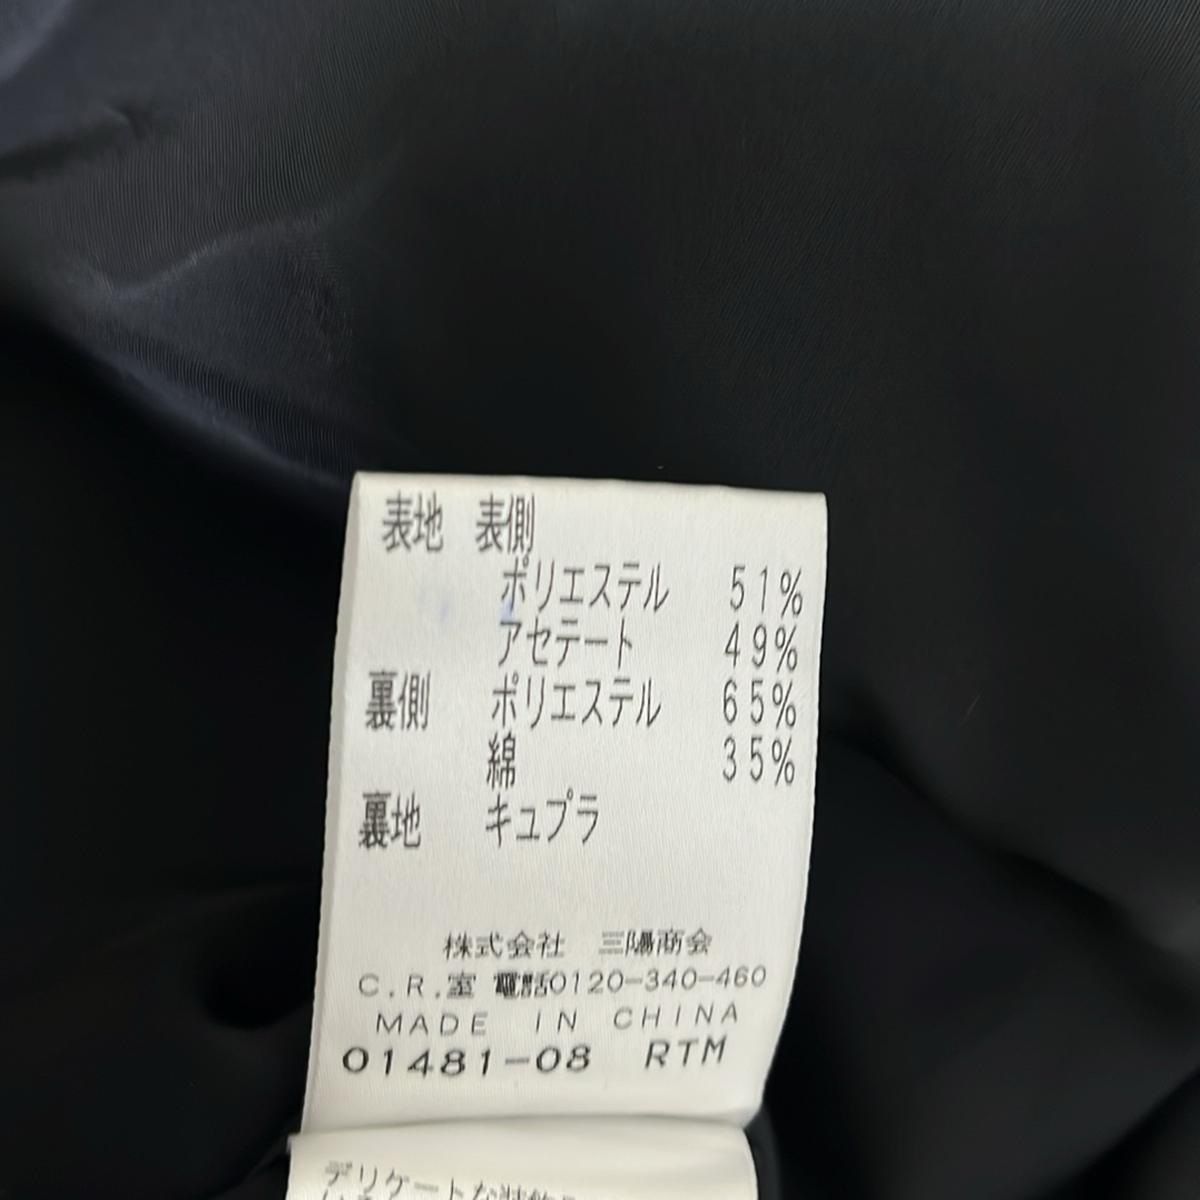 表地 表側
ポリエステル 51%
アセテート 49%
裏側 ポリエステル 65%
綿 35%
裏地 キュプラ
株式会社 三陽商会
C.R.室 電話0120-340-460
MADE IN CHINA
01481-08 RTM
デリケートな装飾